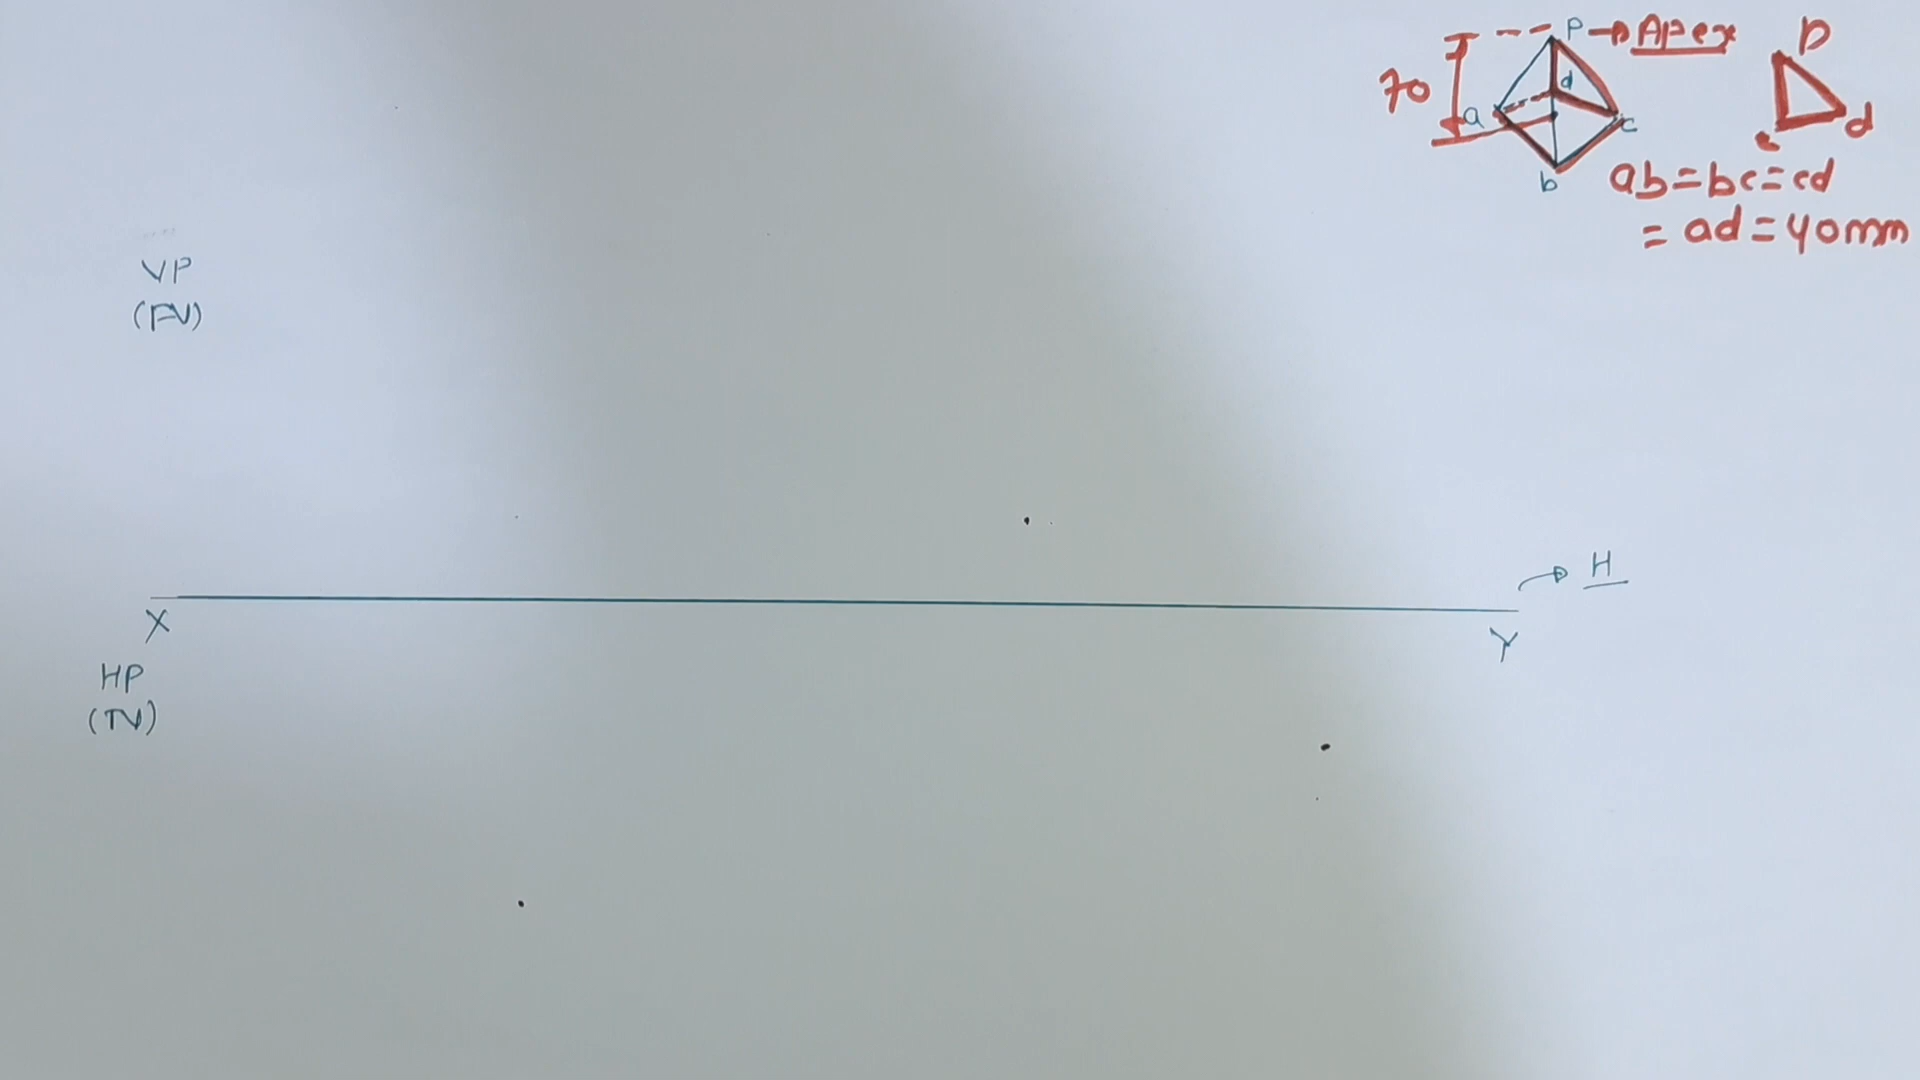 P → Apex
70
a
d
c
b
p
c
d
ab=bc=cd
= ad = 40mm
VP
(FV)
H
X
Y
HP
(TV)